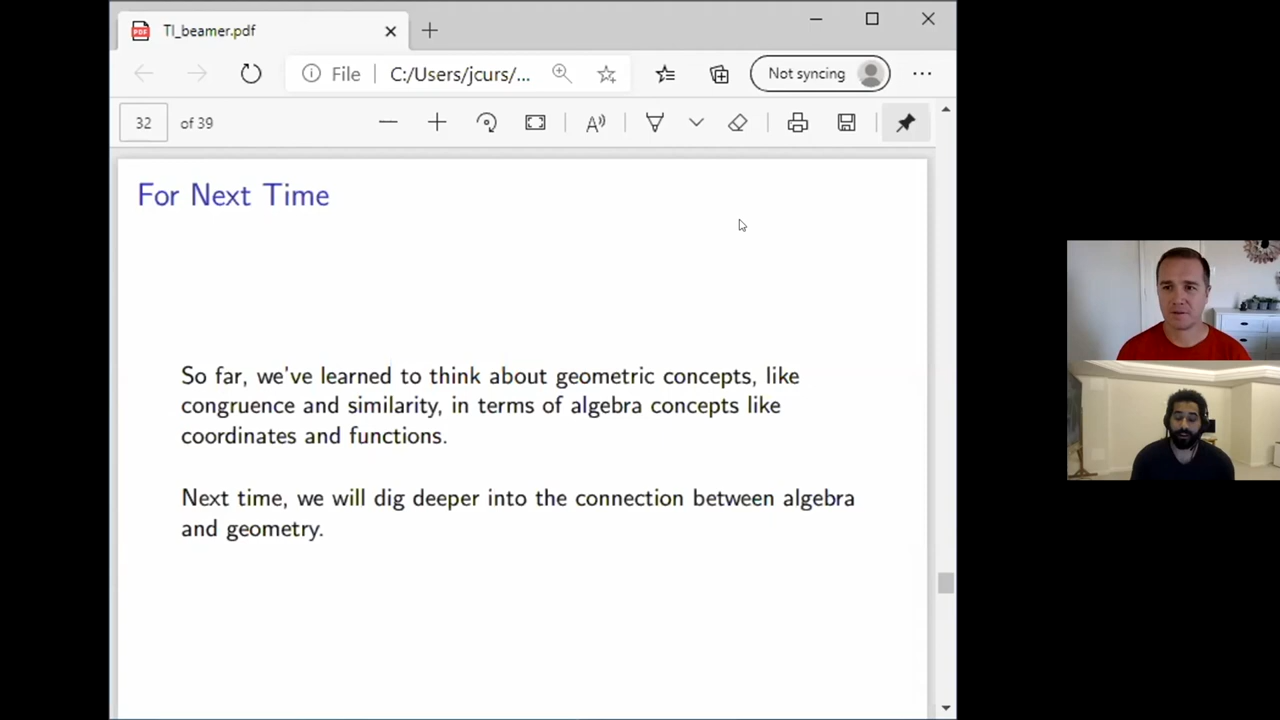 TI_beamer.pdf
File
C:/Users/jcurs/...
Not syncing
32 of 39
For Next Time
So far, we've learned to think about geometric concepts, like
congruence and similarity, in terms of algebra concepts like
coordinates and functions.
Next time, we will dig deeper into the connection between algebra
and geometry.